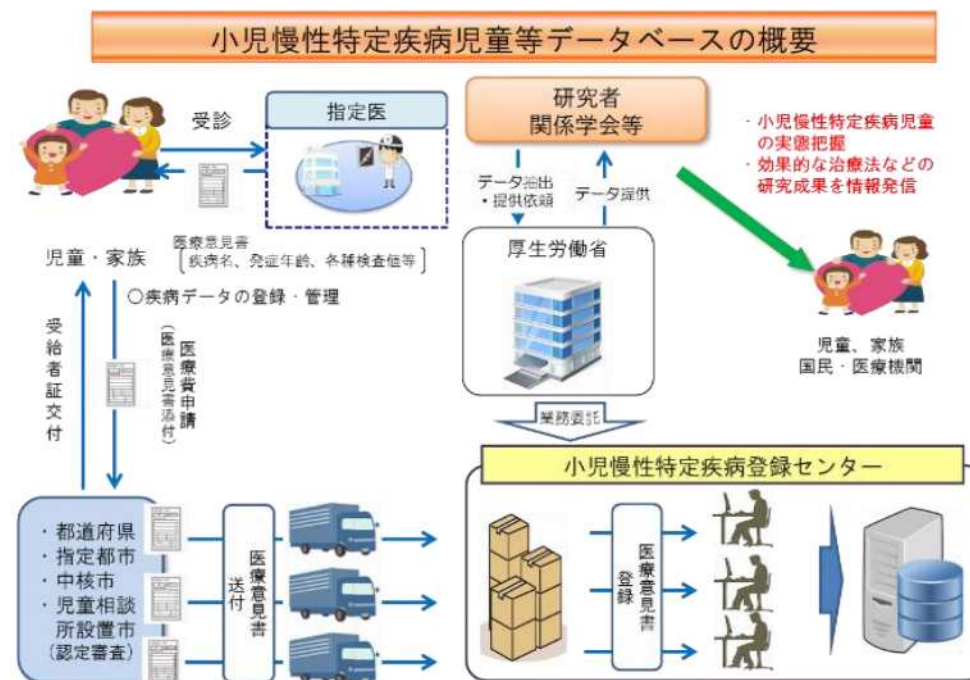 小児慢性特定疾病児童等データベースの概要
受診
指定医
研究者
関係学会等
・小児慢性特定疾病児童
の実態把握
・効果的な治療法などの
研究成果を情報発信
データ抽出
・提供依頼
データ提供
児童・家族
医療意見書
疾病名、発症年齢、各種検査値等
○疾病データの登録・管理
厚生労働省
受給者証交付
医療費申請
(医療意見書添付)
児童、家族
国民・医療機関
業務委託
小児慢性特定疾病登録センター
・都道府県
・指定都市
・中核市
・児童相談
所設置市
(認定審査)
医療意見書
送付
医療意見書
登録